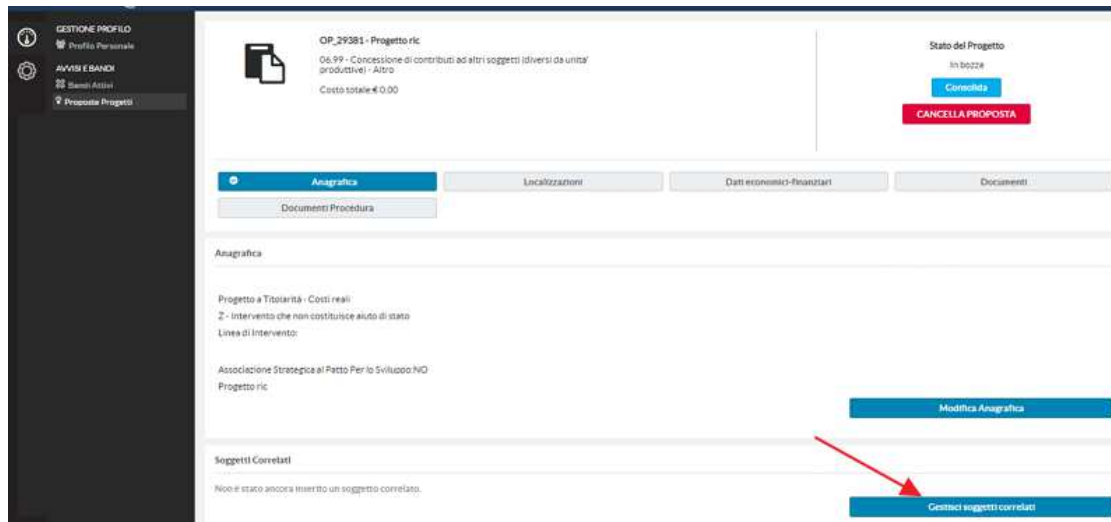 GESTIONE PROFILO
Profilo Personale
AVVISI E BANDI
Bandi Attivi
Proposte Progetti
OP_29381 - Progetto ric
06.99 - Concessione di contributi ad altri soggetti (diversi da unita'
produttive) - Altro
Costo totale:€ 0,00
Stato del Progetto
In bozze
Consolida
CANCELLA PROPOSTA
Anagrafica
Localizzazioni
Dati economici-finanziari
Documenti
Documenti Procedura
Anagrafica
Progetto a Titolarità - Costi reali
Z - Intervento che non costituisce aiuto di stato
Linea di Intervento:
Associazione Strategica al Patto Per lo Sviluppo:NO
Progetto ric
Modifica Anagrafica
Soggetti Correlati
Non è stato ancora inserito un soggetto correlato.
Gestisci soggetti correlati